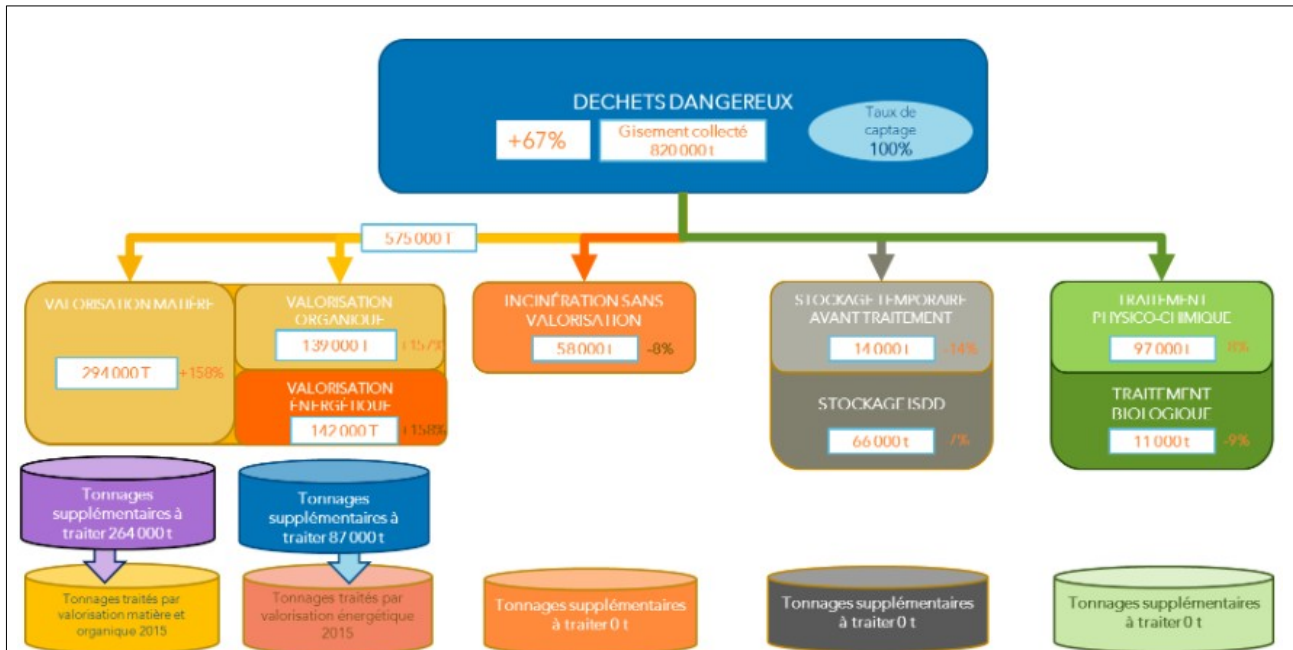 DECHETS DANGEREUX
+67%
Gisement collecté
820 000 t
Taux de
captage
100%
575 000 T
VALORISATION MATIÈRE
294 000 T
+158%
VALORISATION
ORGANIQUE
139 000 T
+157%
VALORISATION
ÉNERGÉTIQUE
142 000 T
+158%
INCINÉRATION SANS
VALORISATION
58 000 t
-8%
STOCKAGE TEMPORAIRE
AVANT TRAITEMENT
14 000 t
-14%
STOCKAGE ISDD
66 000 t
-7%
TRAITEMENT
PHYSICO-CHIMIQUE
97 000 t
-8%
TRAITEMENT
BIOLOGIQUE
11 000 t
-9%
Tonnages
supplémentaires à
traiter 264 000 t
Tonnages
supplémentaires à
traiter 87 000 t
Tonnages traités par
valorisation matière et
organique 2015
Tonnages traités par
valorisation énergétique
2015
Tonnages supplémentaires
à traiter 0 t
Tonnages supplémentaires
à traiter 0 t
Tonnages supplémentaires
à traiter 0 t